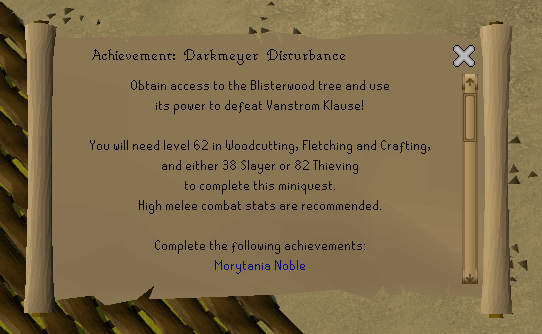 Achievement: Darkmeyer Disturbance
Obtain access to the Blisterwood tree and use
its power to defeat Vanstrom Klause!
You will need level 62 in Woodcutting, Fletching and Crafting,
and either 38 Slayer or 82 Thieving
to complete this miniquest.
High melee combat stats are recommended.
Complete the following achievements:
Morytania Noble